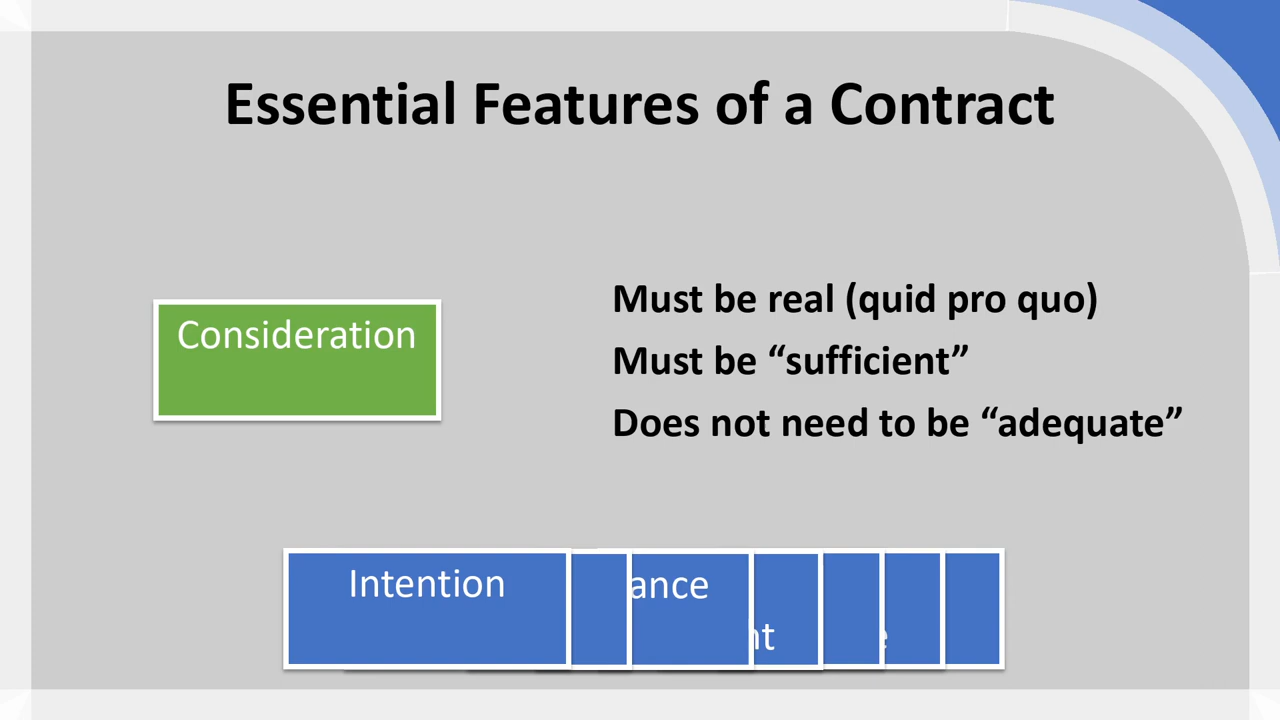 Essential Features of a Contract
Consideration
Must be real (quid pro quo)
Must be “sufficient”
Does not need to be “adequate”
Intention